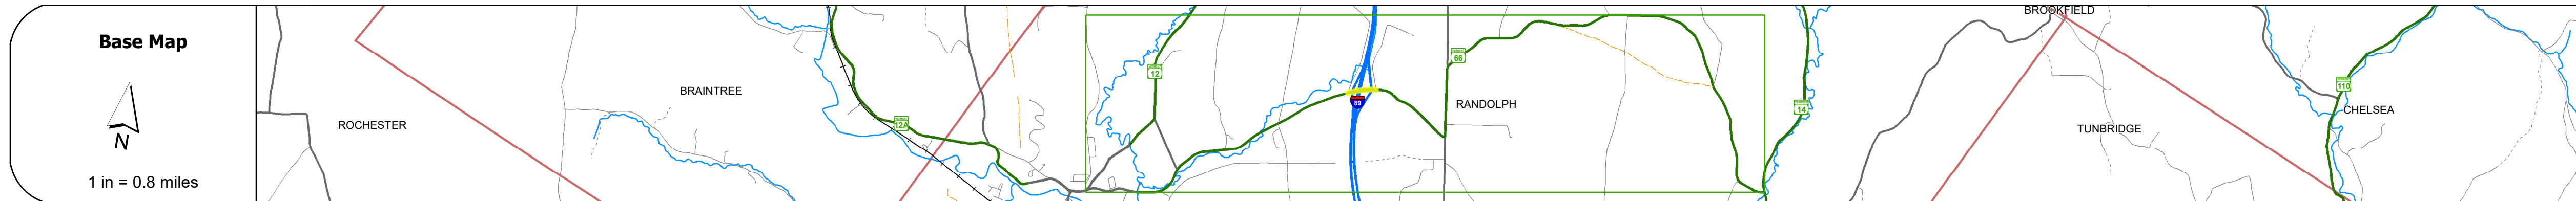 Base Map
N
1 in = 0.8 miles
ROCHESTER
BRAINTREE
12A
12
89
66
RANDOLPH
14
BROOKFIELD
TUNBRIDGE
110
CHELSEA